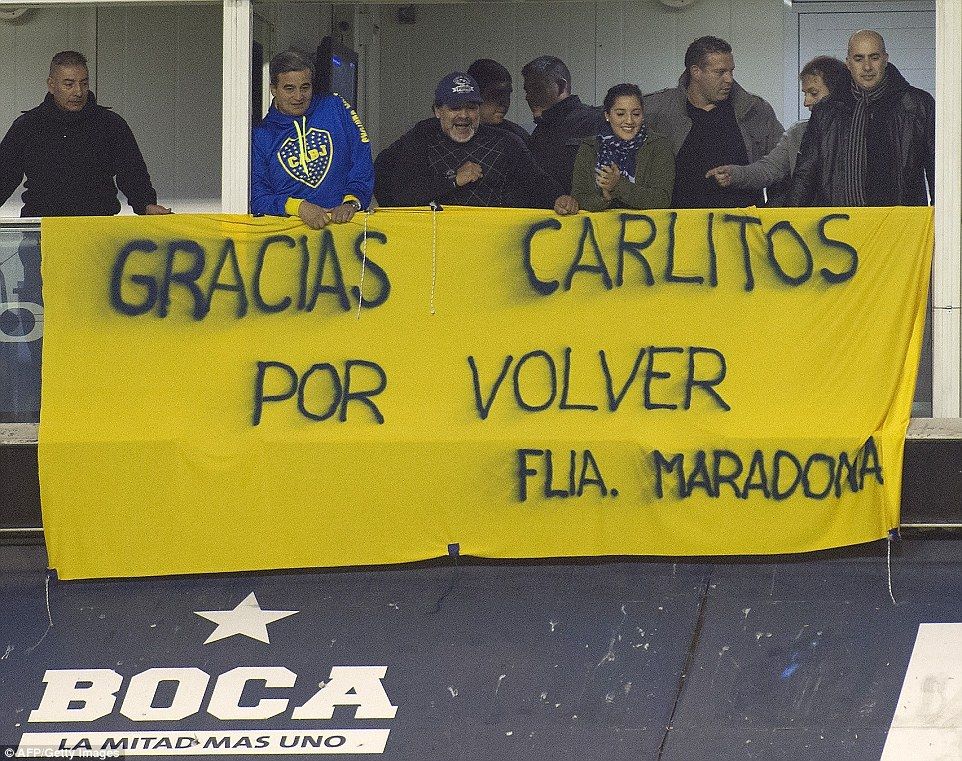 CABJ
GRACIAS CARLITOS
POR VOLVER
FLIA. MARADONA
BOCA
LA MITAD MAS UNO
©AFP/Getty Images